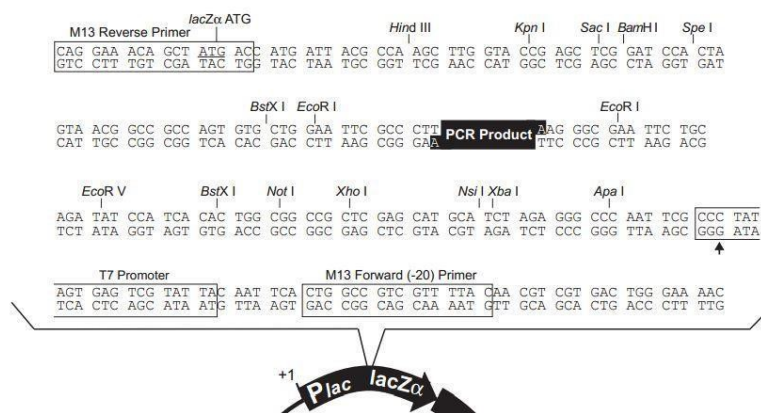 lacZα ATG
M13 Reverse Primer
Hind III Kpn I Sac I BamH I Spe I
CAG GAA ACA GCT ATG ACC ATG ATT ACG CCA AGC TTG GTA CCG AGC TCG GAT CCA CTA
GTC CTT TGT CGA TAC TGG TAC TAA TGC GGT TCG AAC CAT GGC TCG AGC CTA GGT GAT
BstX I EcoR I EcoR I
GTA ACG GCC GCC AGT GTG CTG GAA TTC GCC CTT PCR Product AAG GGC GAA TTC TGC
CAT TGC CGG CGG TCA CAC GAC CTT AAG CGG GAA TTC CCG CTT AAG ACG
EcoR V BstX I Not I Xho I Nsi I Xba I Apa I
AGA TAT CCA TCA CAC TGG CGG CCG CTC GAG CAT GCA TCT AGA GGG CCC AAT TCG CCC TAT
TCT ATA GGT AGT GTG ACC GCC GGC GAG CTC GTA CGT AGA TCT CCC GGG TTA AGC GGG ATA
T7 Promoter M13 Forward (-20) Primer
AGT GAG TCG TAT TAC AAT TCA CTG GCC GTC GTT TTA CAA CGT CGT GAC TGG GAA AAC
TCA CTC AGC ATA ATG TTA AGT GAC CGG CAG CAA AAT GTT GCA GCA CTG ACC CTT TTG
+1
Plac lacZα